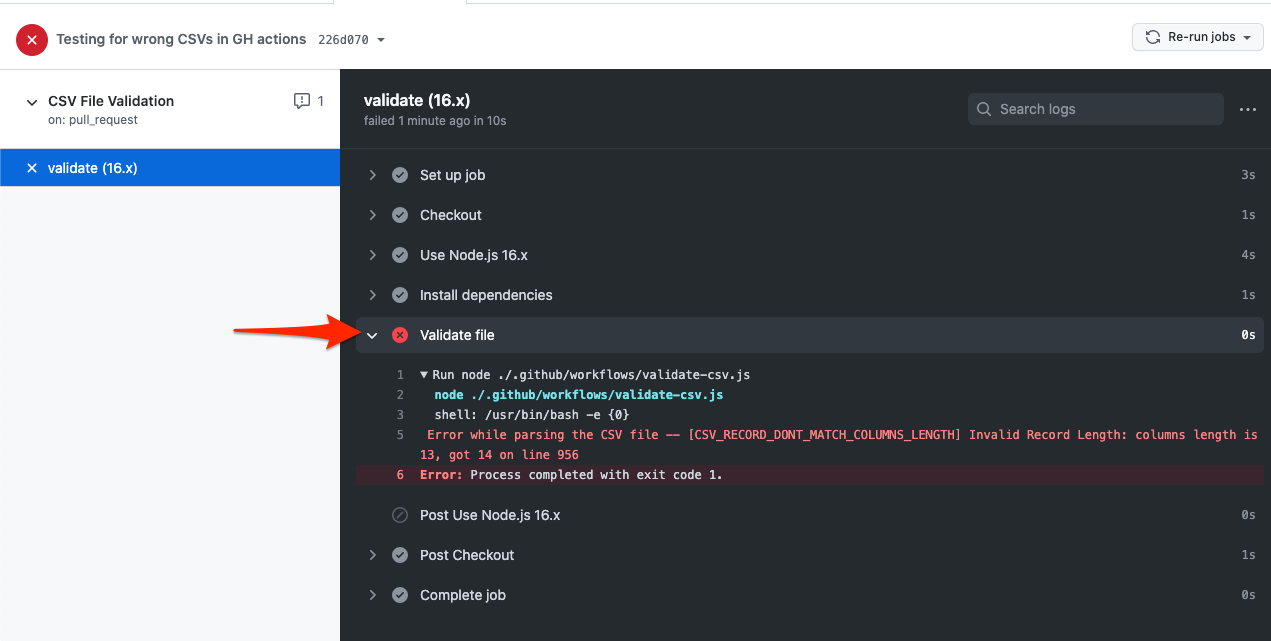 Testing for wrong CSVs in GH actions 226d070
Re-run jobs
CSV File Validation 1
on: pull_request
validate (16.x)
validate (16.x)
failed 1 minute ago in 10s
Search logs
Set up job 3s
Checkout 1s
Use Node.js 16.x 4s
Install dependencies 1s
Validate file 0s
1 ▼ Run node ./.github/workflows/validate-csv.js
2 node ./.github/workflows/validate-csv.js
3 shell: /usr/bin/bash -e {0}
5 Error while parsing the CSV file -- [CSV_RECORD_DONT_MATCH_COLUMNS_LENGTH] Invalid Record Length: columns length is
13, got 14 on line 956
6 Error: Process completed with exit code 1.
Post Use Node.js 16.x 0s
Post Checkout 1s
Complete job 0s